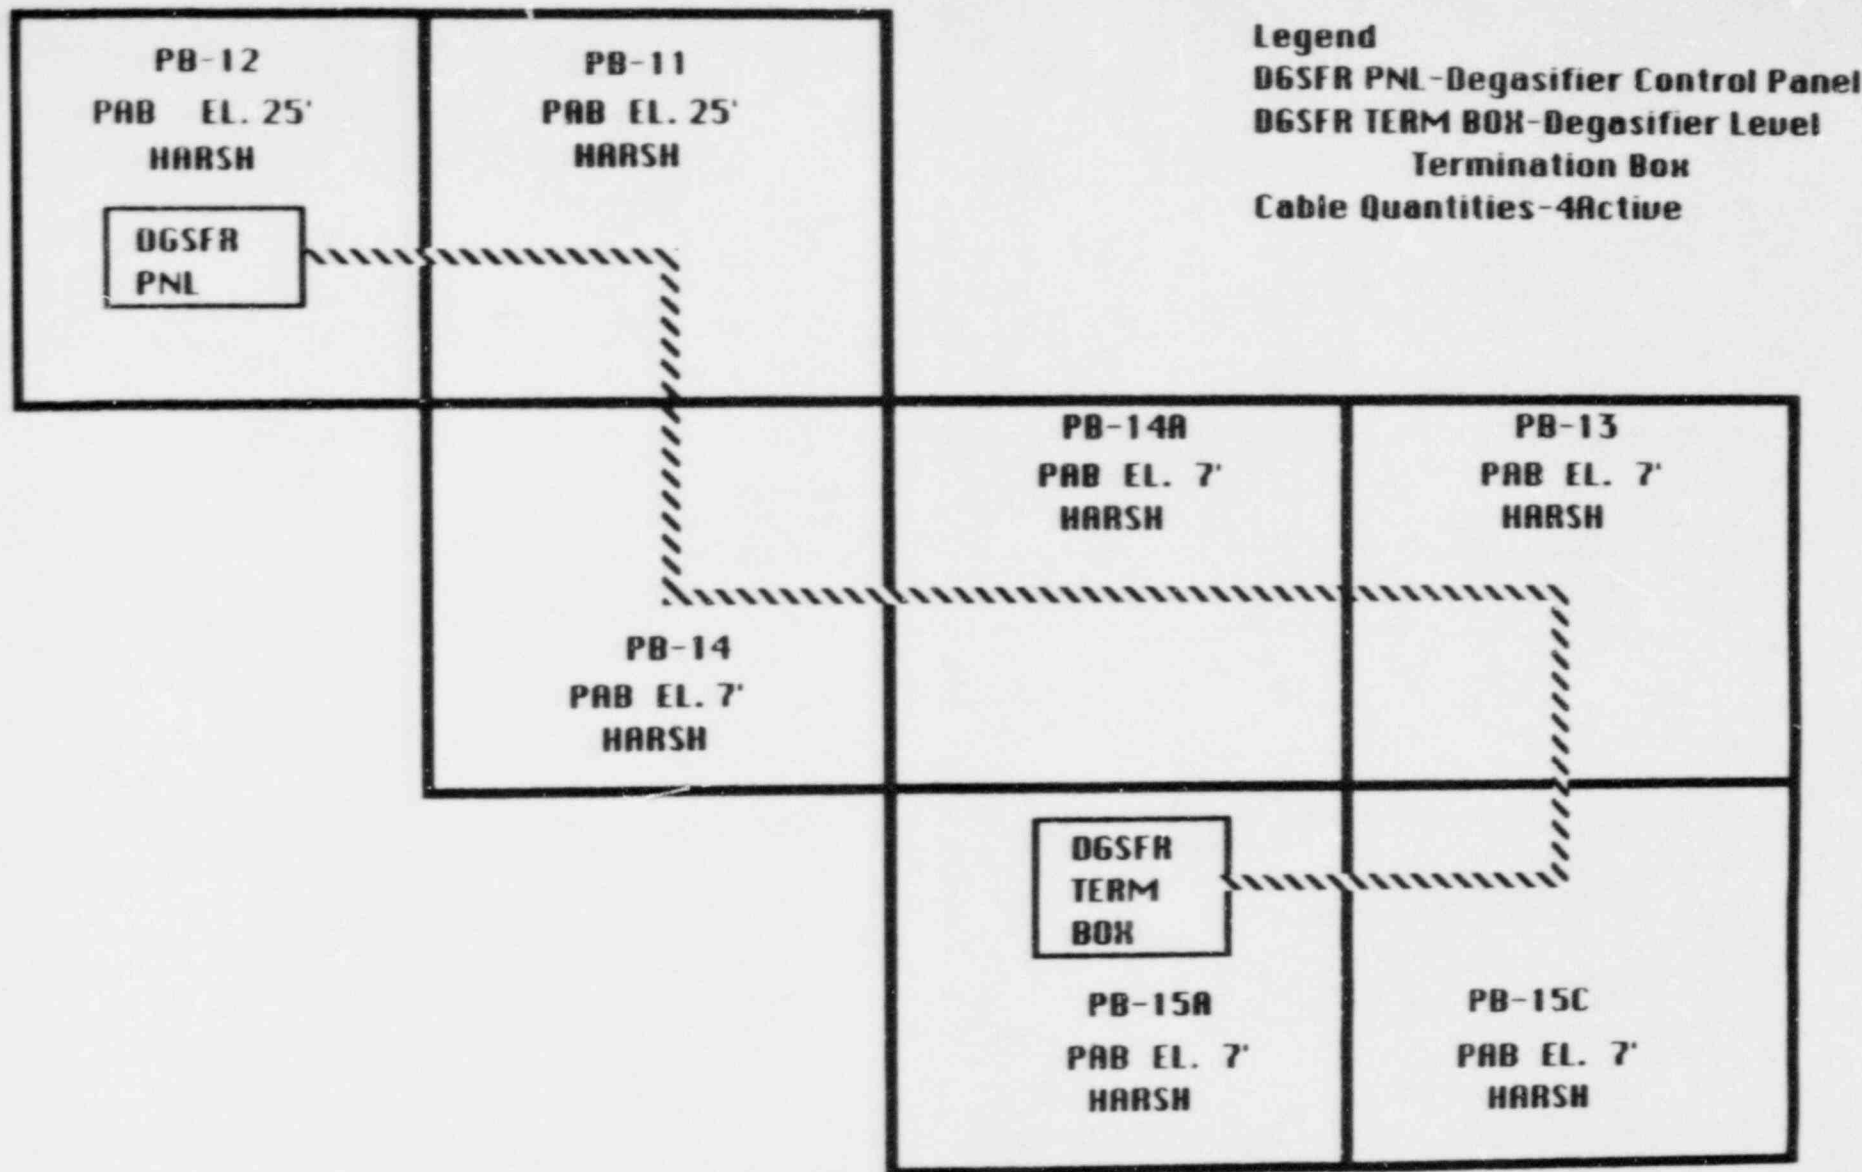 PB-12
PAB EL. 25'
HARSH
DGSFR
PNL
PB-11
PAB EL. 25'
HARSH
Legend
DGSFR PNL-Degasifier Control Panel
DGSFR TERM BOX-Degasifier Level
Termination Box
Cable Quantities-4Active
PB-14A
PAB EL. 7'
HARSH
PB-13
PAB EL. 7'
HARSH
PB-14
PAB EL. 7'
HARSH
DGSFR
TERM
BOX
PB-15A
PAB EL. 7'
HARSH
PB-15C
PAB EL. 7'
HARSH